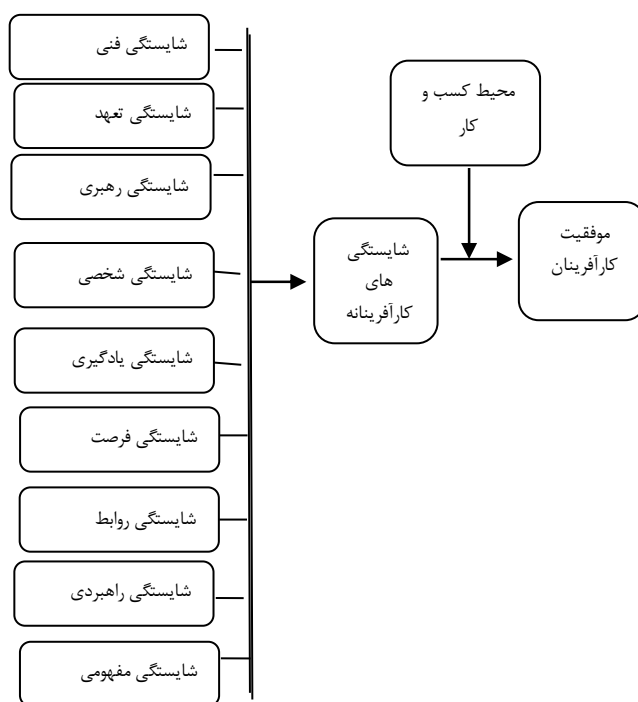 شایستگی فنی
شایستگی تعهد
شایستگی رهبری
شایستگی شخصی
شایستگی یادگیری
شایستگی فرصت
شایستگی روابط
شایستگی راهبردی
شایستگی مفهومی
شایستگی
های
کارآفرینانه
محیط کسب و
کار
موفقیت
کارآفرینان